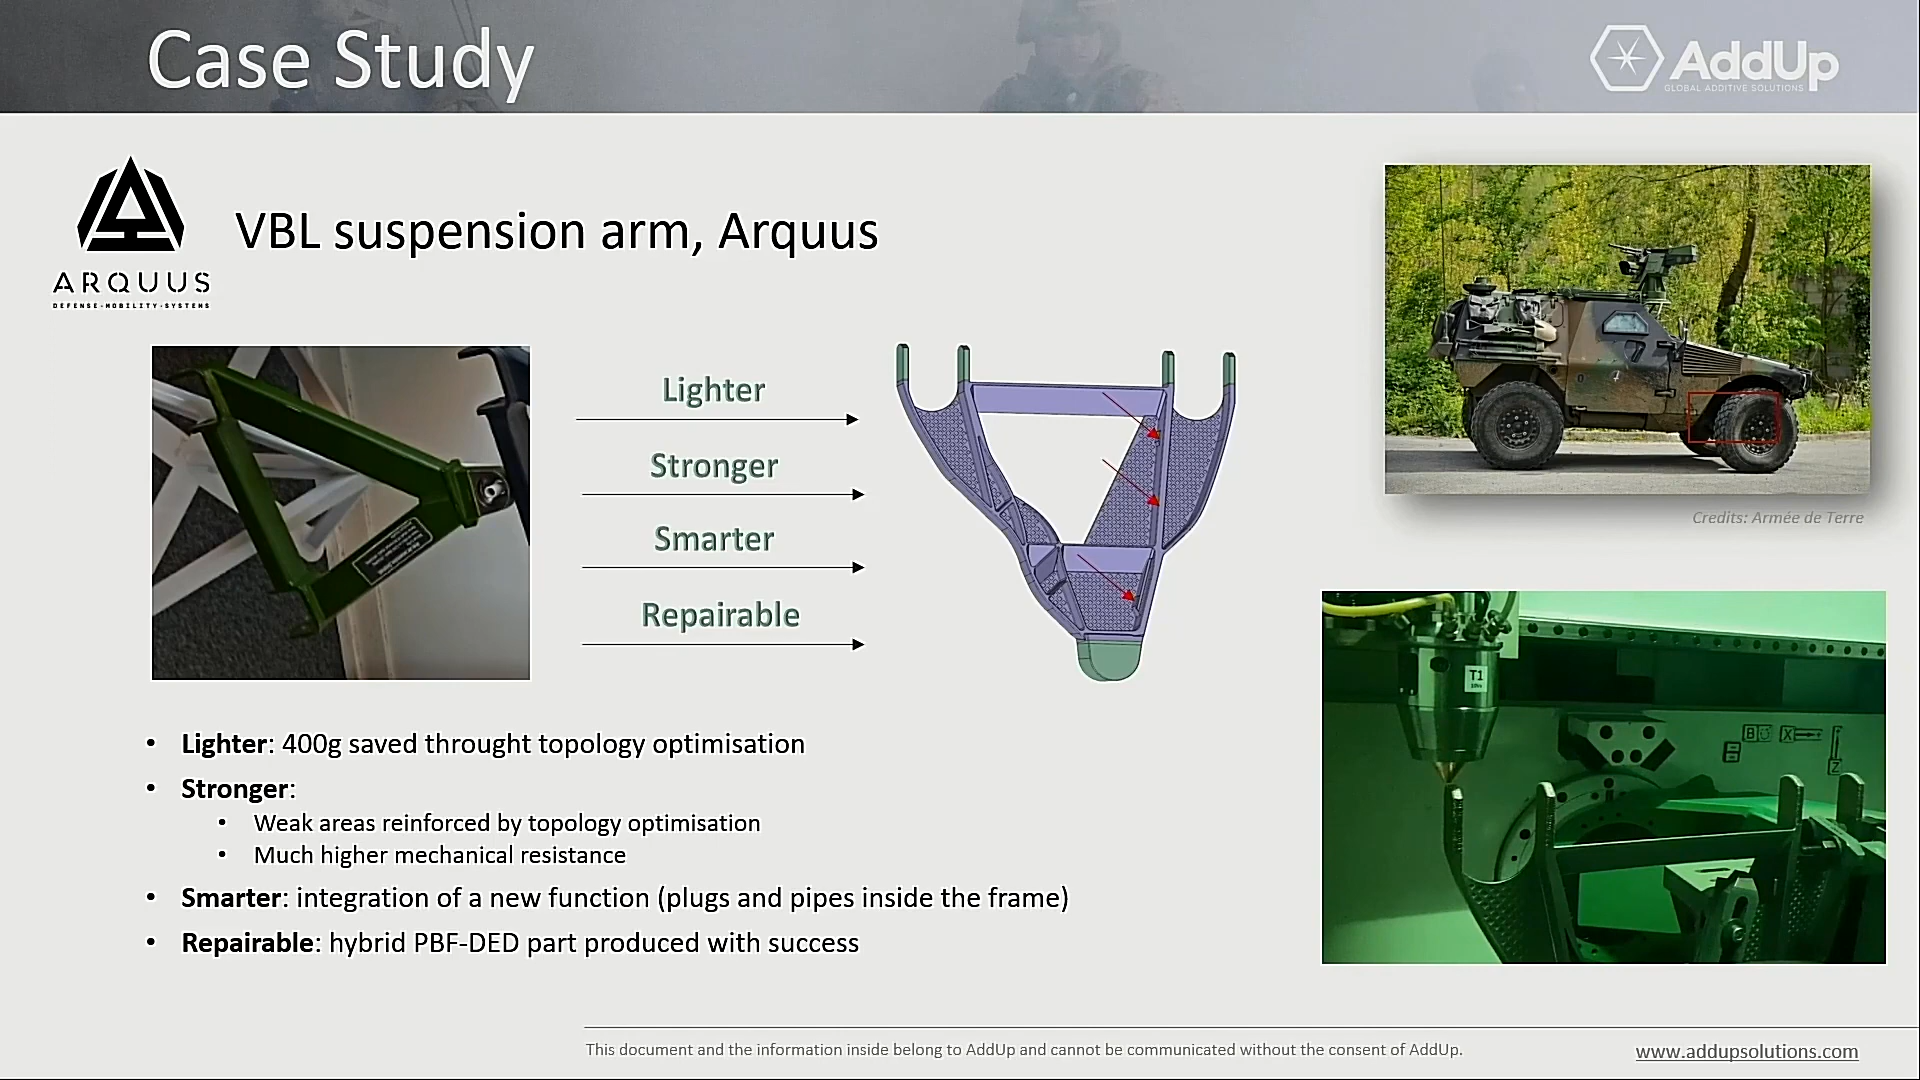 Case Study
AddUp
GLOBAL ADDITIVE SOLUTIONS
ARQUUS
DEFENSE·MOBILITY·SYSTEMS
VBL suspension arm, Arquus
Lighter
Stronger
Smarter
Repairable
Credits: Armée de Terre
T1
B
X
Z
• Lighter: 400g saved throught topology optimisation
• Stronger:
• Weak areas reinforced by topology optimisation
• Much higher mechanical resistance
• Smarter: integration of a new function (plugs and pipes inside the frame)
• Repairable: hybrid PBF-DED part produced with success
This document and the information inside belong to AddUp and cannot be communicated without the consent of AddUp.
www.addupsolutions.com